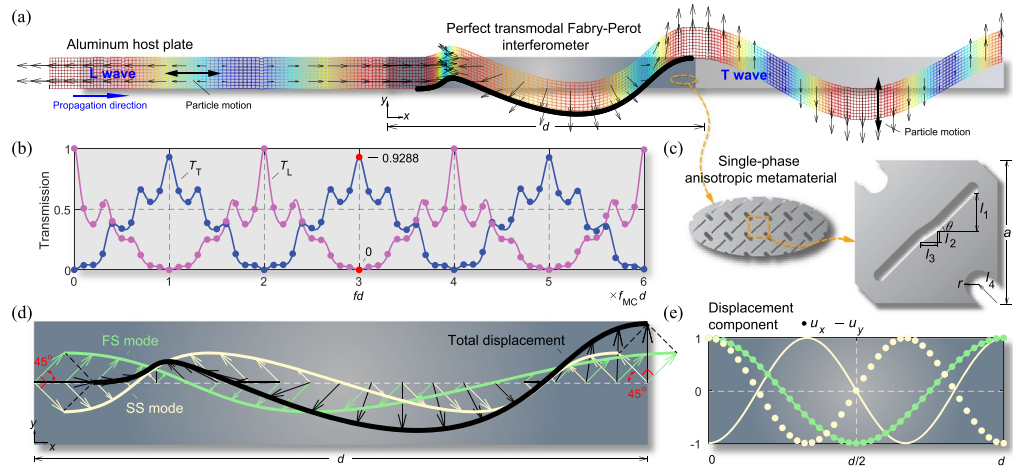 (a)
Aluminum host plate
Perfect transmodal Fabry-Perot
interferometer
L wave
T wave
Propagation direction
Particle motion
y
x
d
Particle motion
(b)
Transmission
1
0.5
0
T_T
T_L
0.9288
0
0 1 2 3 4 5 6
fd
×f_MC d
(c)
Single-phase
anisotropic metamaterial
l_1
θ
l_2
l_3
r
l_4
a
(d)
FS mode
SS mode
Total displacement
45°
45°
y
x
d
(e)
Displacement
component
u_x
u_y
1
0
-1
0 d/2 d